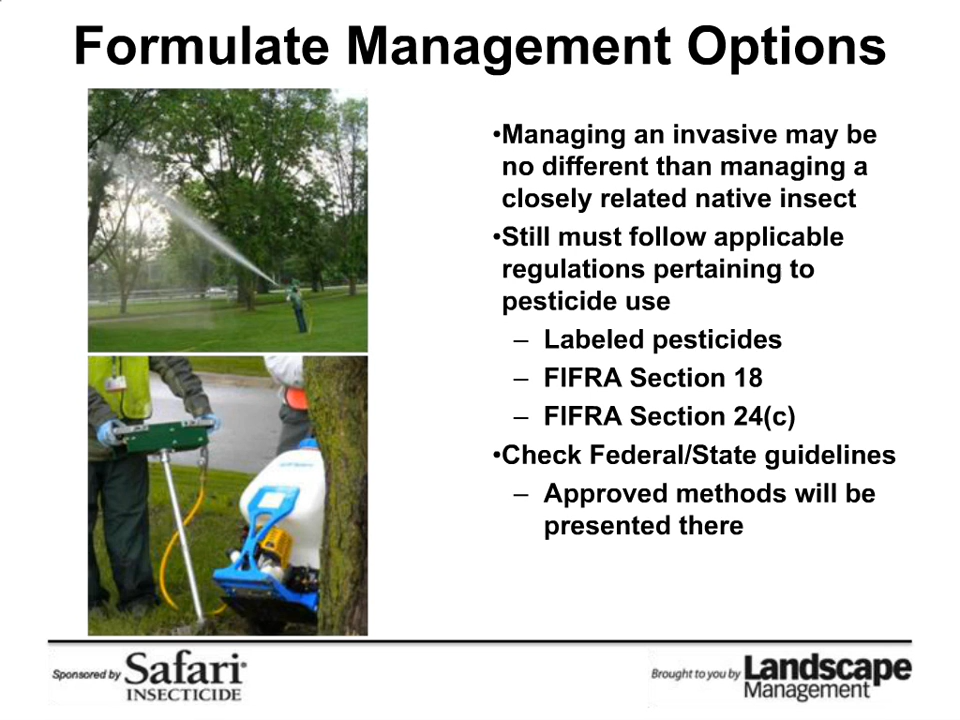 Formulate Management Options
•Managing an invasive may be
no different than managing a
closely related native insect
•Still must follow applicable
regulations pertaining to
pesticide use
– Labeled pesticides
– FIFRA Section 18
– FIFRA Section 24(c)
•Check Federal/State guidelines
– Approved methods will be
presented there
Sponsored by Safari®
INSECTICIDE
Brought to you by Landscape
Management